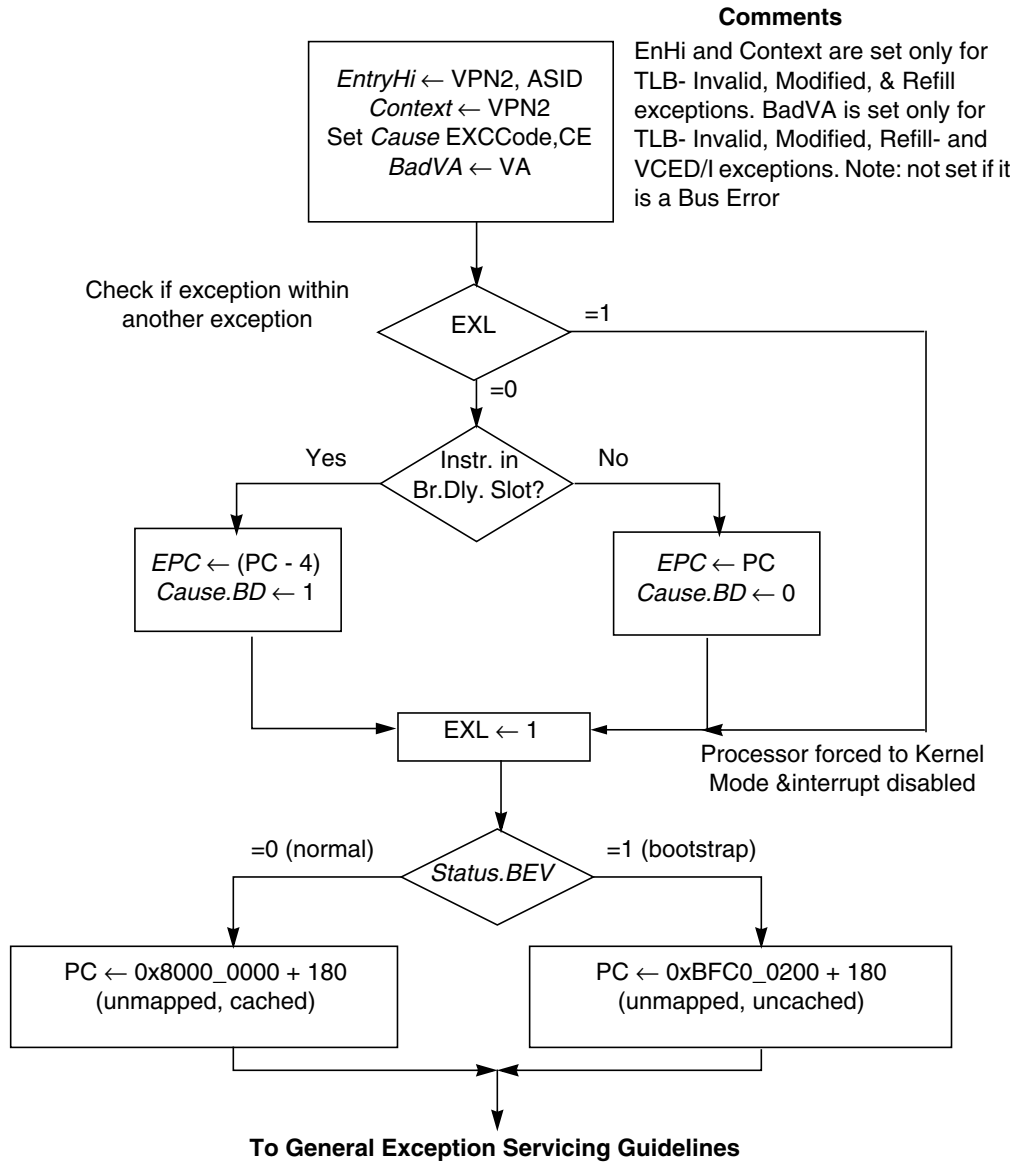 Comments
EntryHi ← VPN2, ASID
Context ← VPN2
Set Cause EXCCode,CE
BadVA ← VA
EnHi and Context are set only for
TLB- Invalid, Modified, & Refill
exceptions. BadVA is set only for
TLB- Invalid, Modified, Refill- and
VCED/I exceptions. Note: not set if it
is a Bus Error
Check if exception within
another exception
EXL
=1
=0
Yes
Instr. in
Br.Dly. Slot?
No
EPC ← (PC - 4)
Cause.BD ← 1
EPC ← PC
Cause.BD ← 0
EXL ← 1
Processor forced to Kernel
Mode &interrupt disabled
=0 (normal)
Status.BEV
=1 (bootstrap)
PC ← 0x8000_0000 + 180
(unmapped, cached)
PC ← 0xBFC0_0200 + 180
(unmapped, uncached)
To General Exception Servicing Guidelines